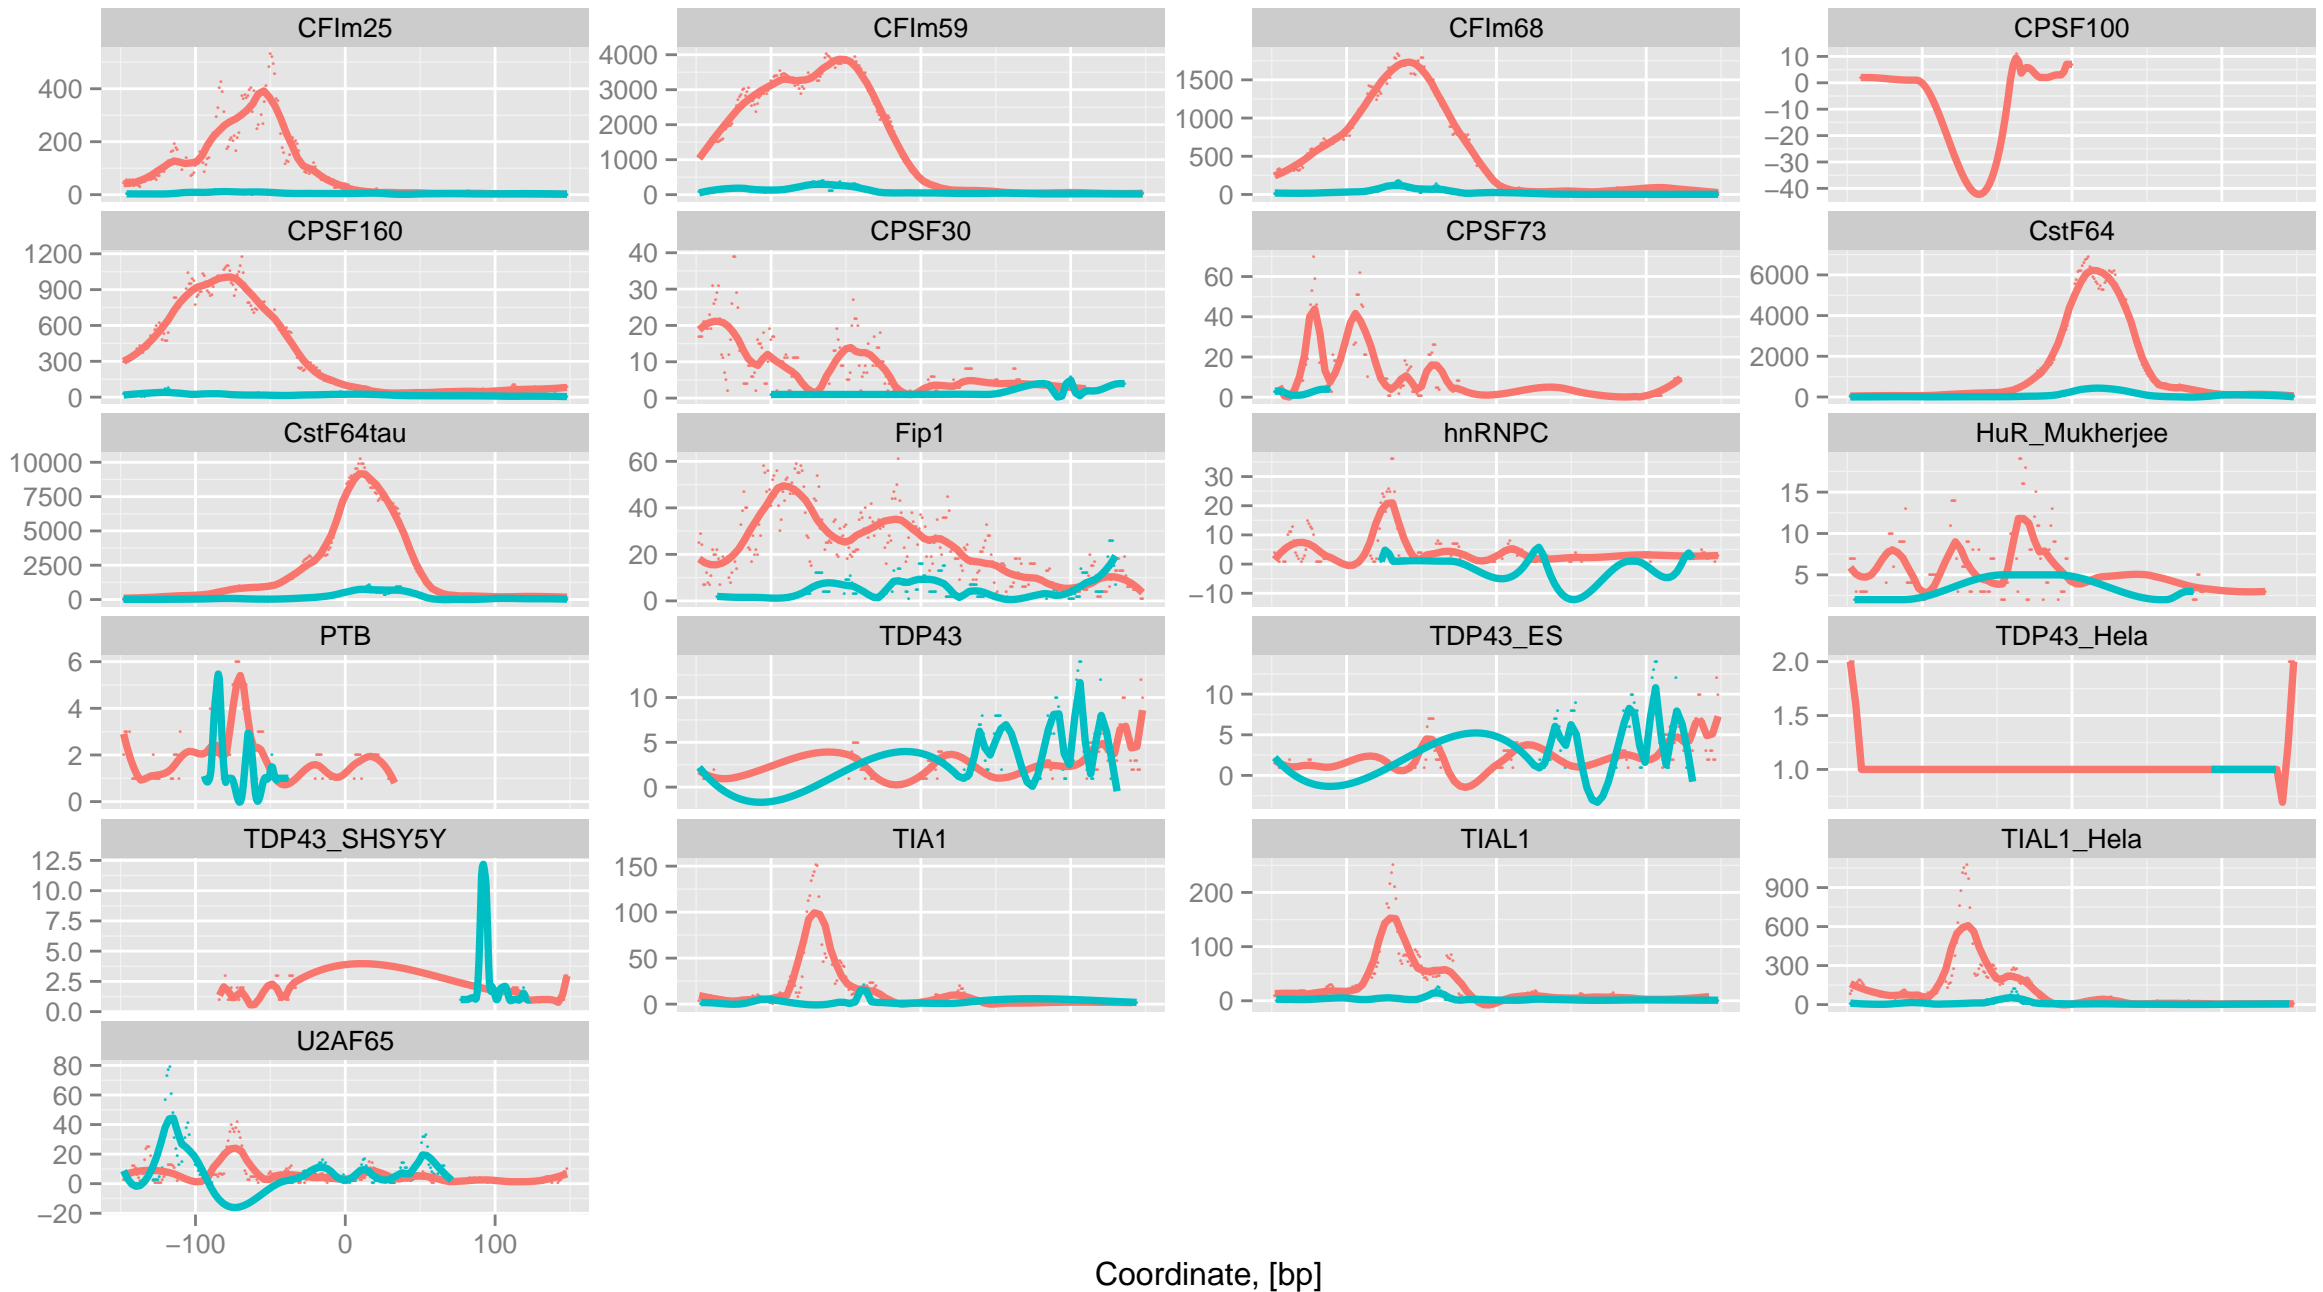 CFIm25 CFIm59 CFIm68 CPSF100
400 200 0
4000 3000 2000 1000 0
1500 1000 500 0
10 0 −10 −20 −30 −40
CPSF160 CPSF30 CPSF73 CstF64
1200 900 600 300 0
40 30 20 10 0
60 40 20 0
6000 4000 2000 0
CstF64tau Fip1 hnRNPC HuR_Mukherjee
10000 7500 5000 2500 0
60 40 20 0
30 20 10 0 −10
15 10 5
PTB TDP43 TDP43_ES TDP43_Hela
6 4 2 0
10 5 0
10 5 0
2.0 1.5 1.0
TDP43_SHSY5Y TIA1 TIAL1 TIAL1_Hela
12.5 10.0 7.5 5.0 2.5 0.0
150 100 50 0
200 100 0
900 600 300 0
U2AF65
80 60 40 20 0 −20
−100 0 100
Coordinate, [bp]